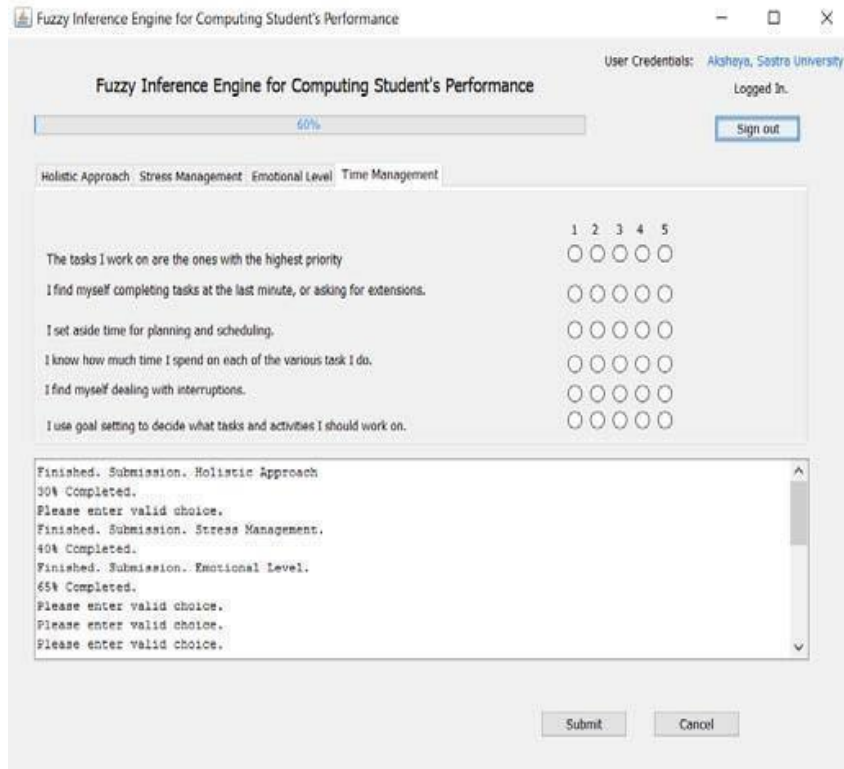 Fuzzy Inference Engine for Computing Student's Performance
User Credentials: Akshaya, Sastra University
Fuzzy Inference Engine for Computing Student's Performance
Logged In.
60%
Sign out
Holistic Approach Stress Management Emotional Level Time Management
1 2 3 4 5
The tasks I work on are the ones with the highest priority
I find myself completing tasks at the last minute, or asking for extensions.
I set aside time for planning and scheduling.
I know how much time I spend on each of the various task I do.
I find myself dealing with interruptions.
I use goal setting to decide what tasks and activities I should work on.
Finished. Submission. Holistic Approach
30% Completed.
Please enter valid choice.
Finished. Submission. Stress Management.
40% Completed.
Finished. Submission. Emotional Level.
65% Completed.
Please enter valid choice.
Please enter valid choice.
Please enter valid choice.
Submit Cancel